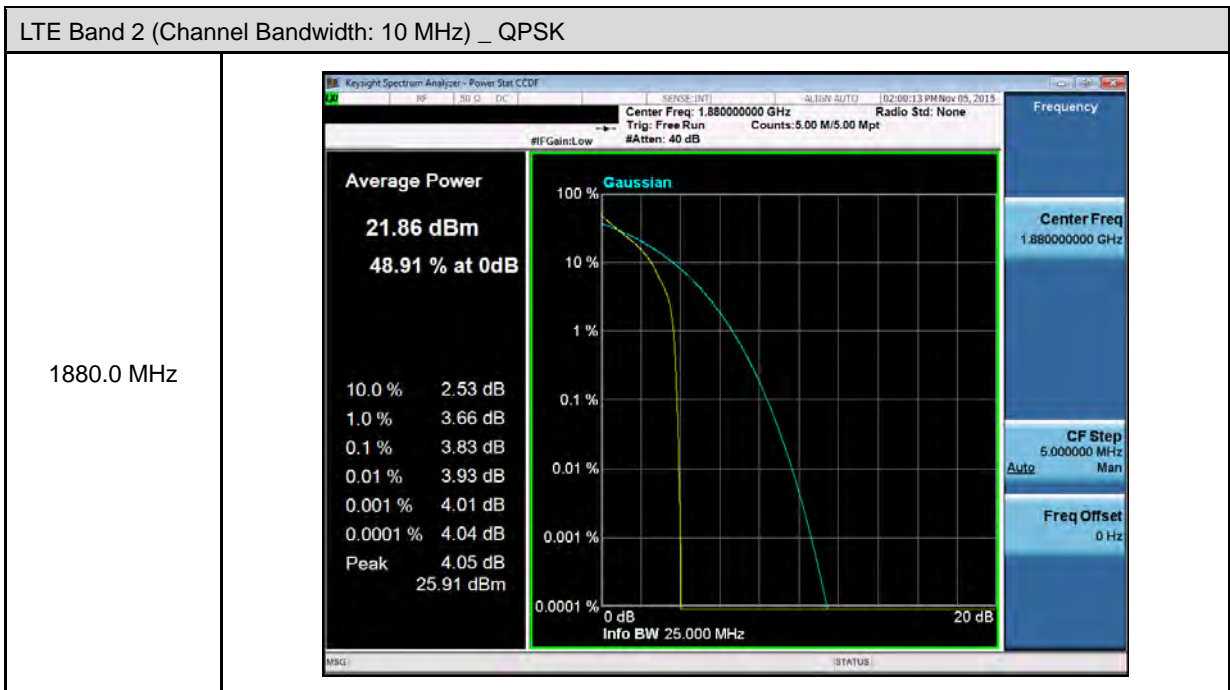 LTE Band 2 (Channel Bandwidth: 10 MHz) _ QPSK
1880.0 MHz
Keysight Spectrum Analyzer - Power Stat CCDF
RF 50 Ω DC SENSE:INT ALIGN AUTO 02:00:13 PM Nov 05, 2015
Center Freq: 1.880000000 GHz Radio Std: None
Trig: Free Run Counts:5.00 M/5.00 Mpt
#IFGain:Low #Atten: 40 dB
Average Power
21.86 dBm
48.91 % at 0dB
10.0 % 2.53 dB
1.0 % 3.66 dB
0.1 % 3.83 dB
0.01 % 3.93 dB
0.001 % 4.01 dB
0.0001 % 4.04 dB
Peak 4.05 dB
25.91 dBm
Gaussian
100 %
10 %
1 %
0.1 %
0.01 %
0.001 %
0.0001 %
0 dB 20 dB
Info BW 25.000 MHz
Frequency
Center Freq
1.880000000 GHz
CF Step
5.000000 MHz
Auto Man
Freq Offset
0 Hz
MSG STATUS